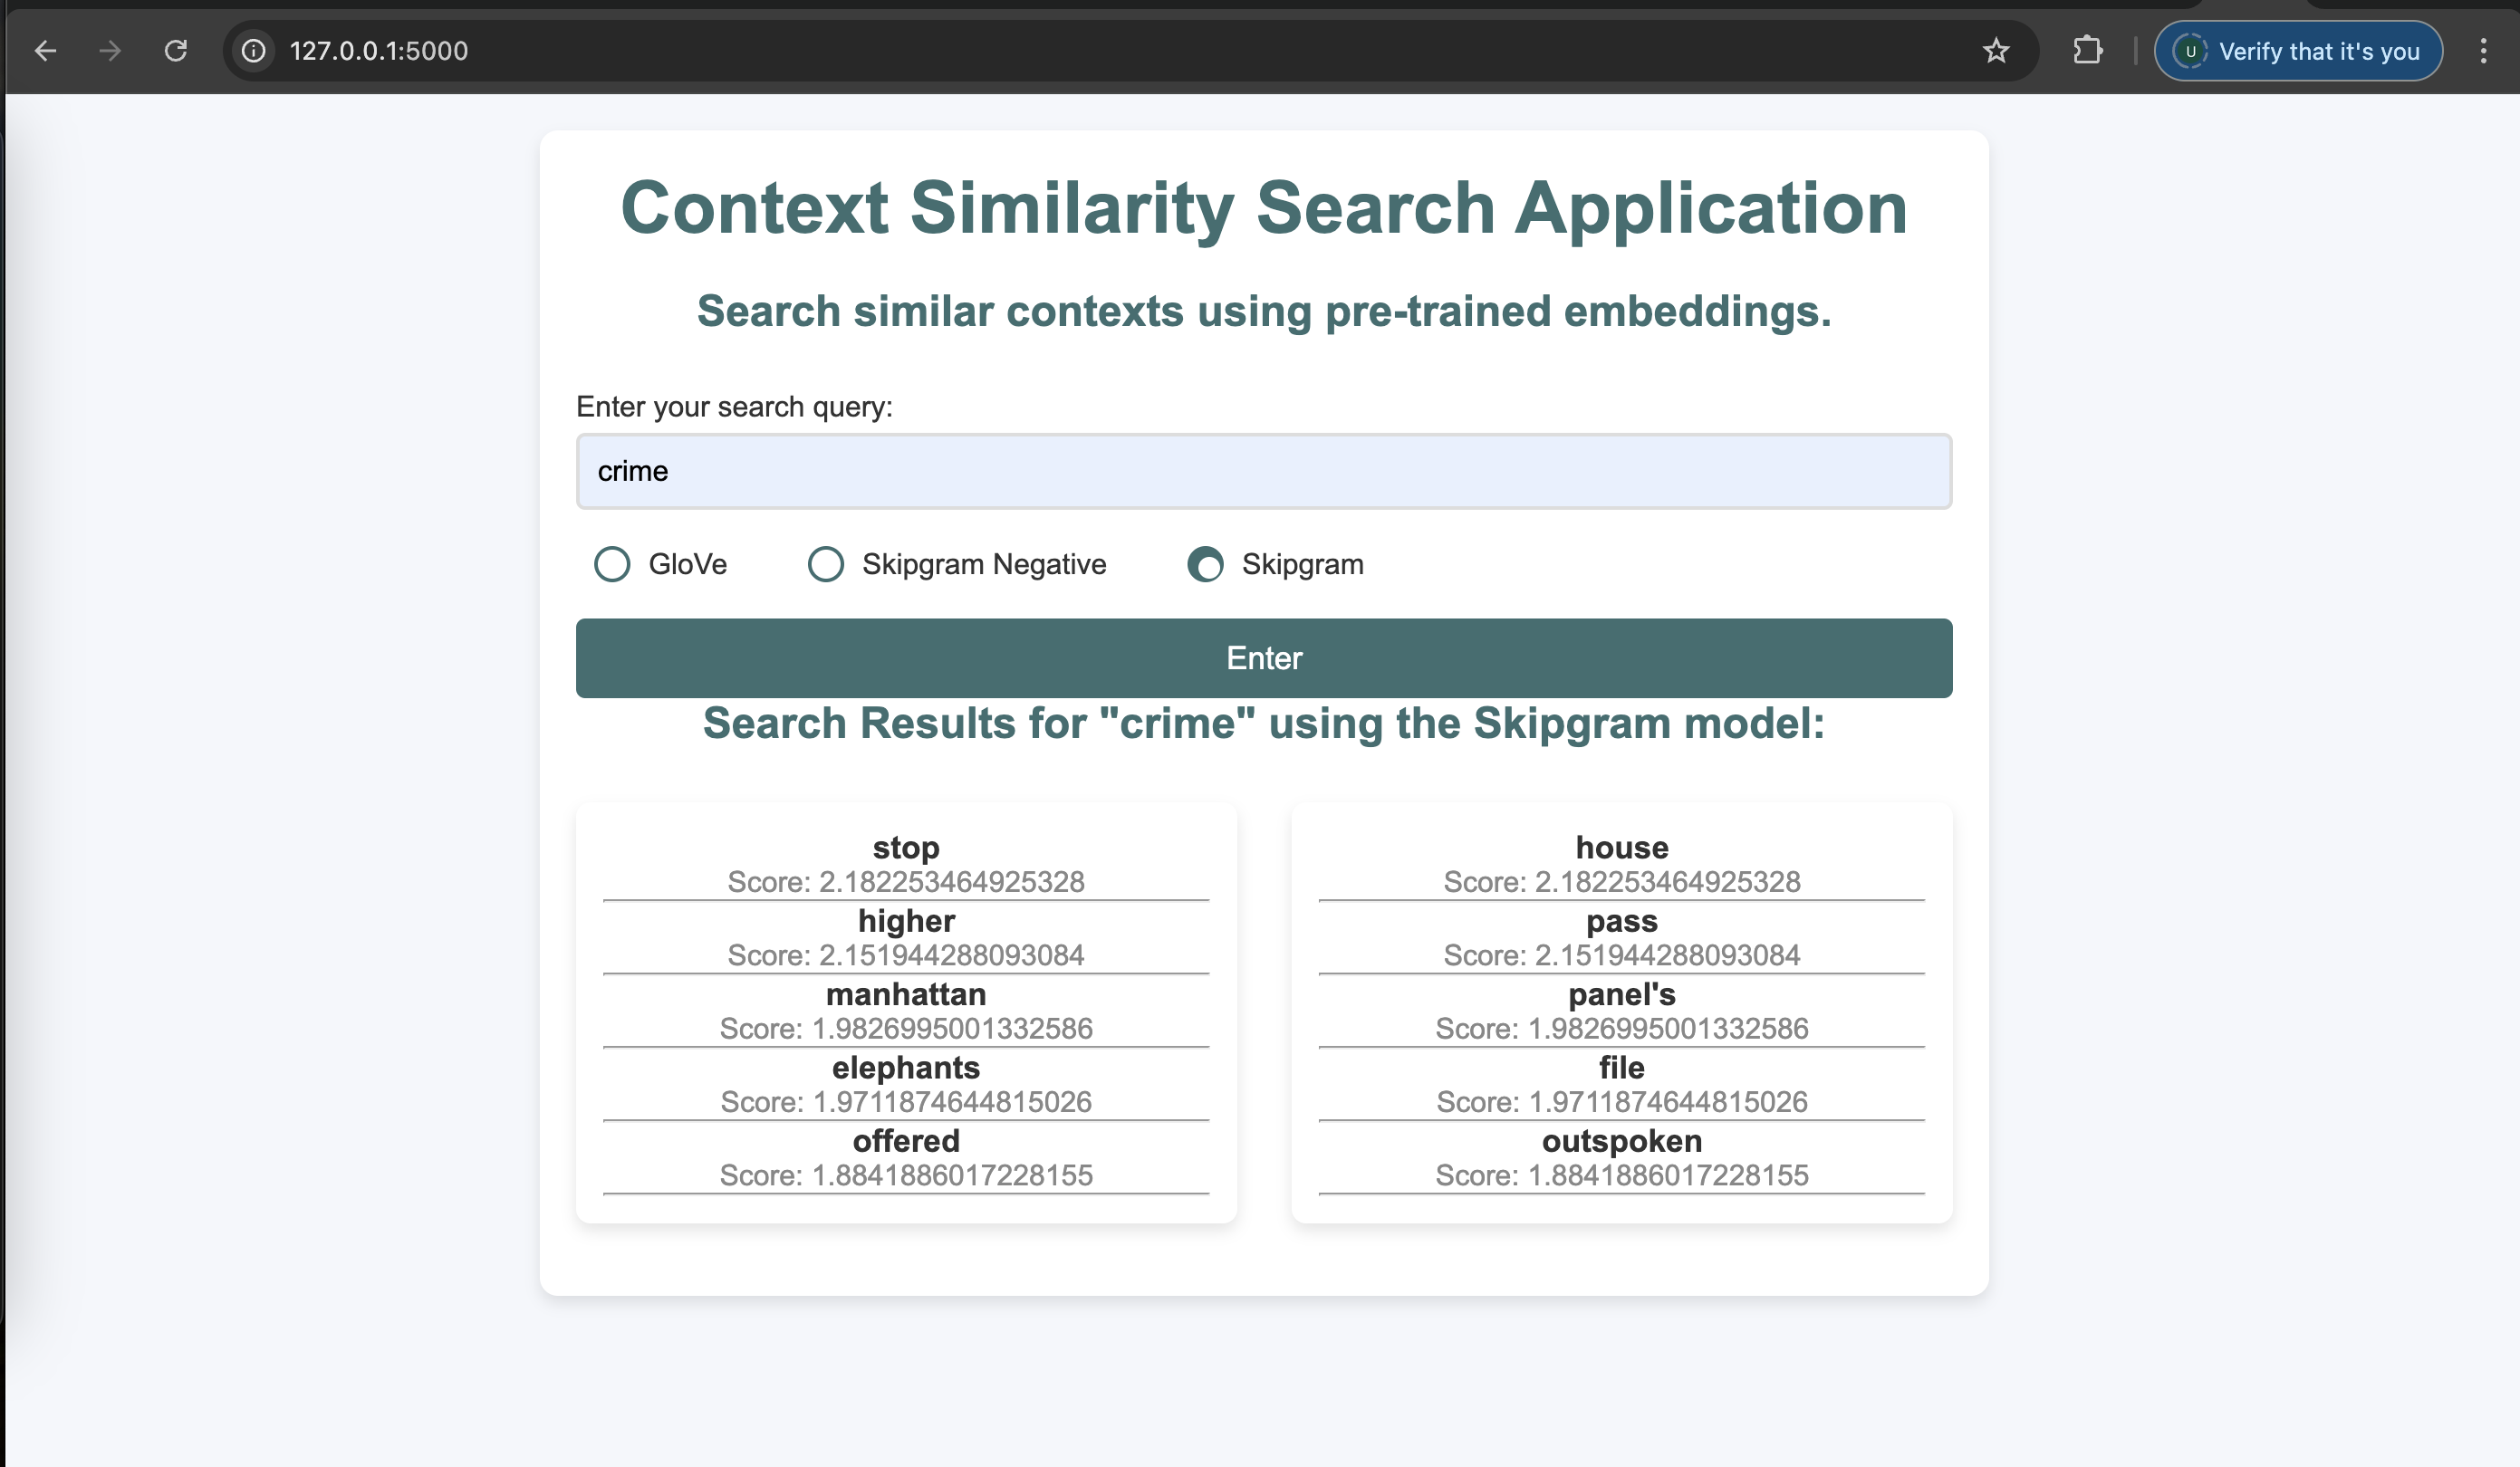 127.0.0.1:5000
U Verify that it's you
Context Similarity Search Application
Search similar contexts using pre-trained embeddings.
Enter your search query:
crime
GloVe Skipgram Negative Skipgram
Enter
Search Results for "crime" using the Skipgram model:
stop
Score: 2.182253464925328
higher
Score: 2.151944288093084
manhattan
Score: 1.9826995001332586
elephants
Score: 1.9711874644815026
offered
Score: 1.8841886017228155
house
Score: 2.182253464925328
pass
Score: 2.151944288093084
panel's
Score: 1.9826995001332586
file
Score: 1.9711874644815026
outspoken
Score: 1.8841886017228155